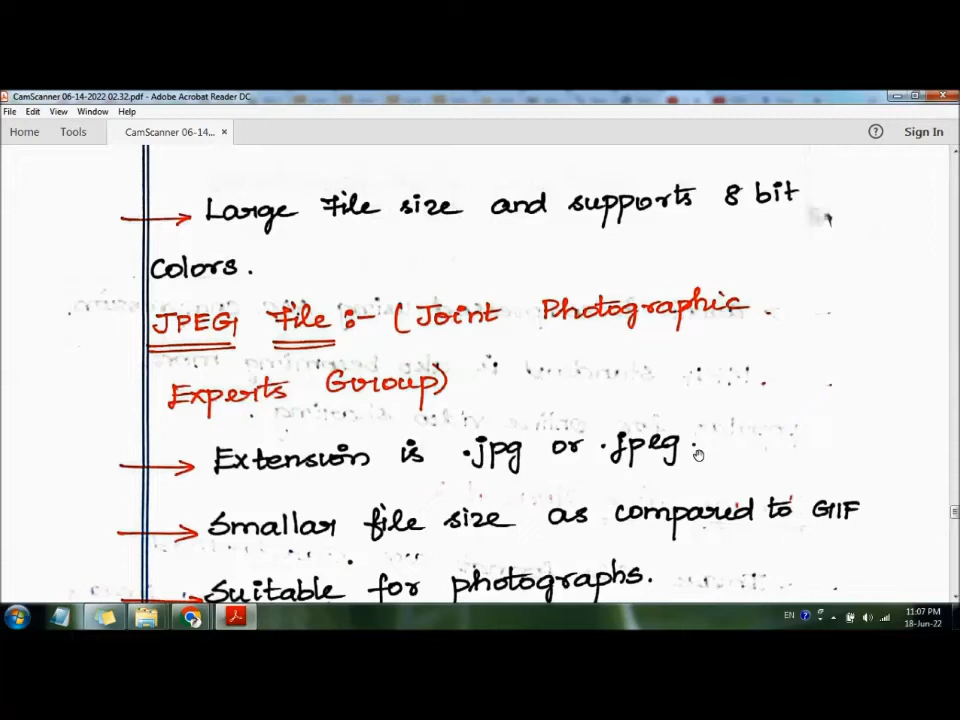 CamScanner 06-14-2022 02.32.pdf - Adobe Acrobat Reader DC
File Edit View Window Help
Home Tools CamScanner 06-14... × ? Sign In
Large File size and supports 8 bit
colors.
JPEG File :- (Joint Photographic
Experts Group)
Extension is .jpg or .jpeg.
Smallar file size as compared to GIF
Suitable for photographs.
EN 11:07 PM
18-Jun-22